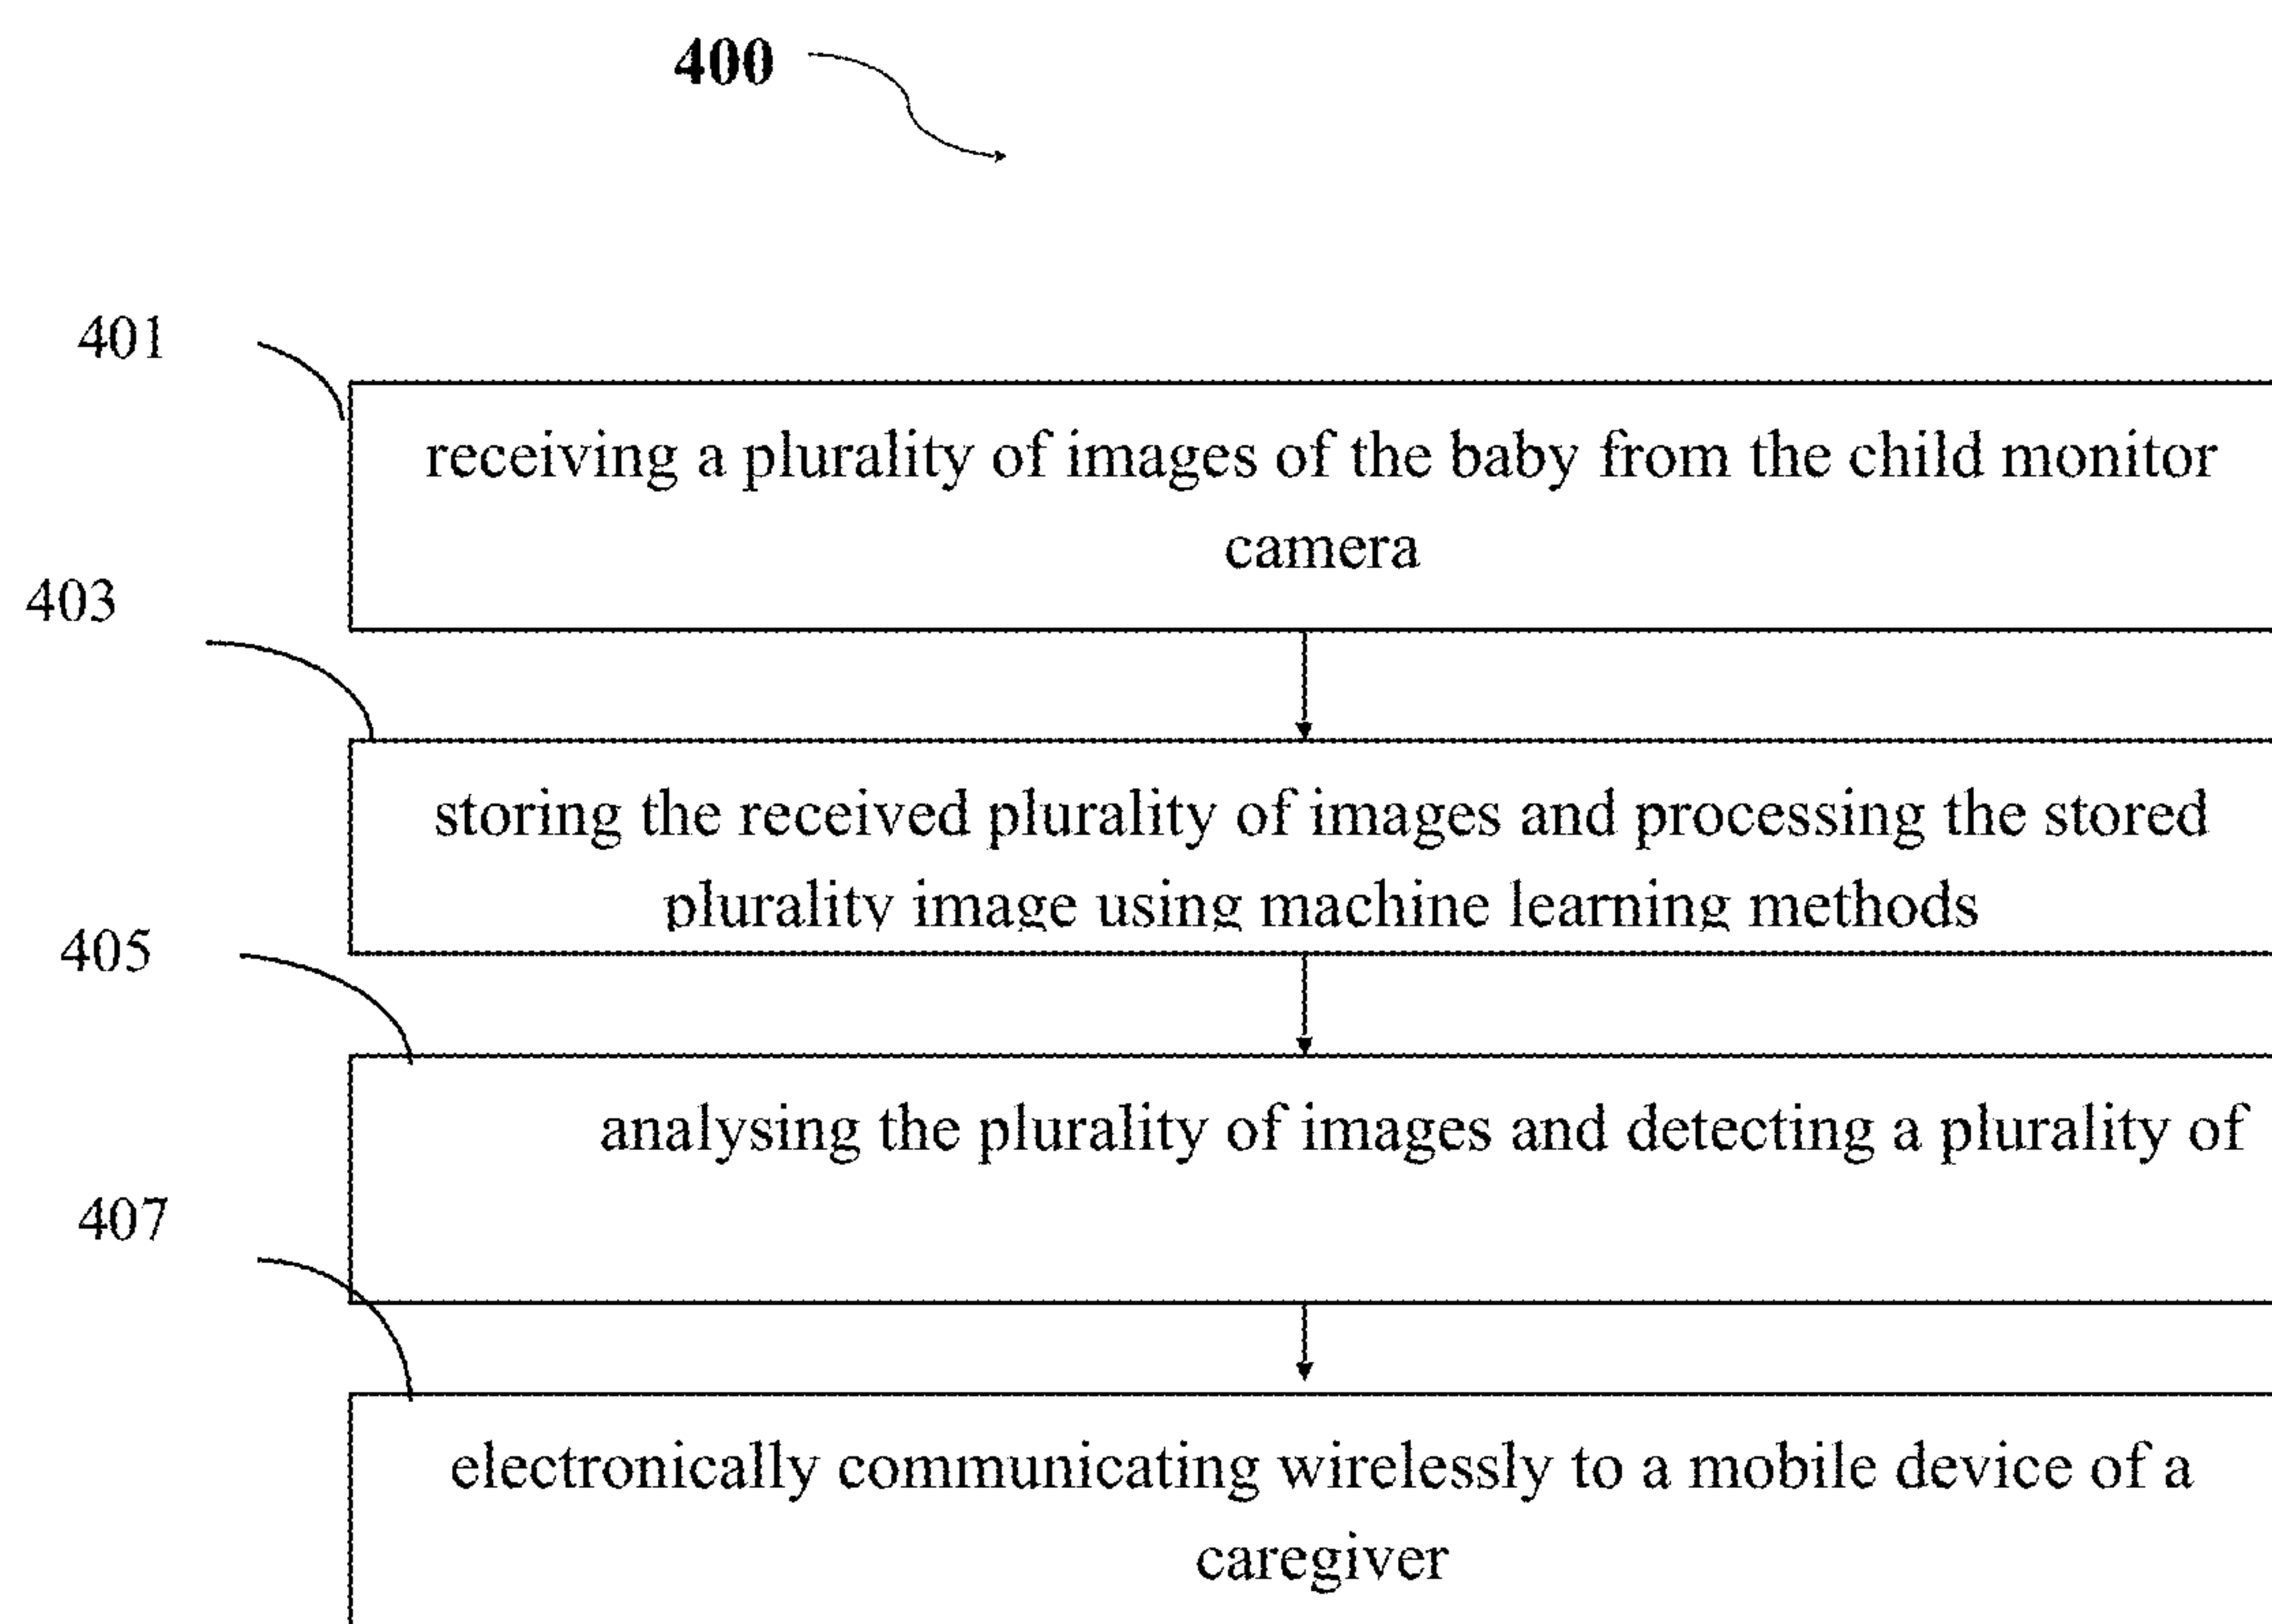 400
401
receiving a plurality of images of the baby from the child monitor
camera
403
storing the received plurality of images and processing the stored
plurality image using machine learning methods
405
analysing the plurality of images and detecting a plurality of
407
electronically communicating wirelessly to a mobile device of a
caregiver